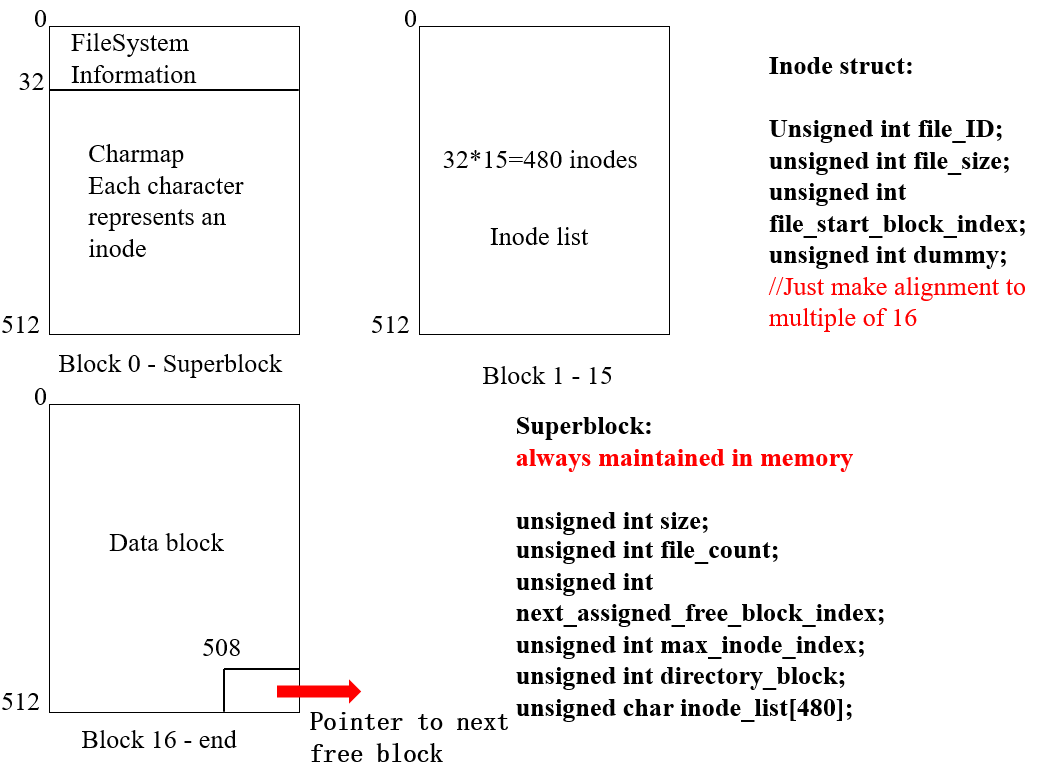 0
FileSystem
Information
32
Charmap
Each character
represents an
inode
512
Block 0 - Superblock
0
32*15=480 inodes
Inode list
512
Block 1 - 15
Inode struct:
Unsigned int file_ID;
unsigned int file_size;
unsigned int
file_start_block_index;
unsigned int dummy;
//Just make alignment to
multiple of 16
0
Data block
508
512
Pointer to next
free block
Block 16 - end
Superblock:
always maintained in memory
unsigned int size;
unsigned int file_count;
unsigned int
next_assigned_free_block_index;
unsigned int max_inode_index;
unsigned int directory_block;
unsigned char inode_list[480];